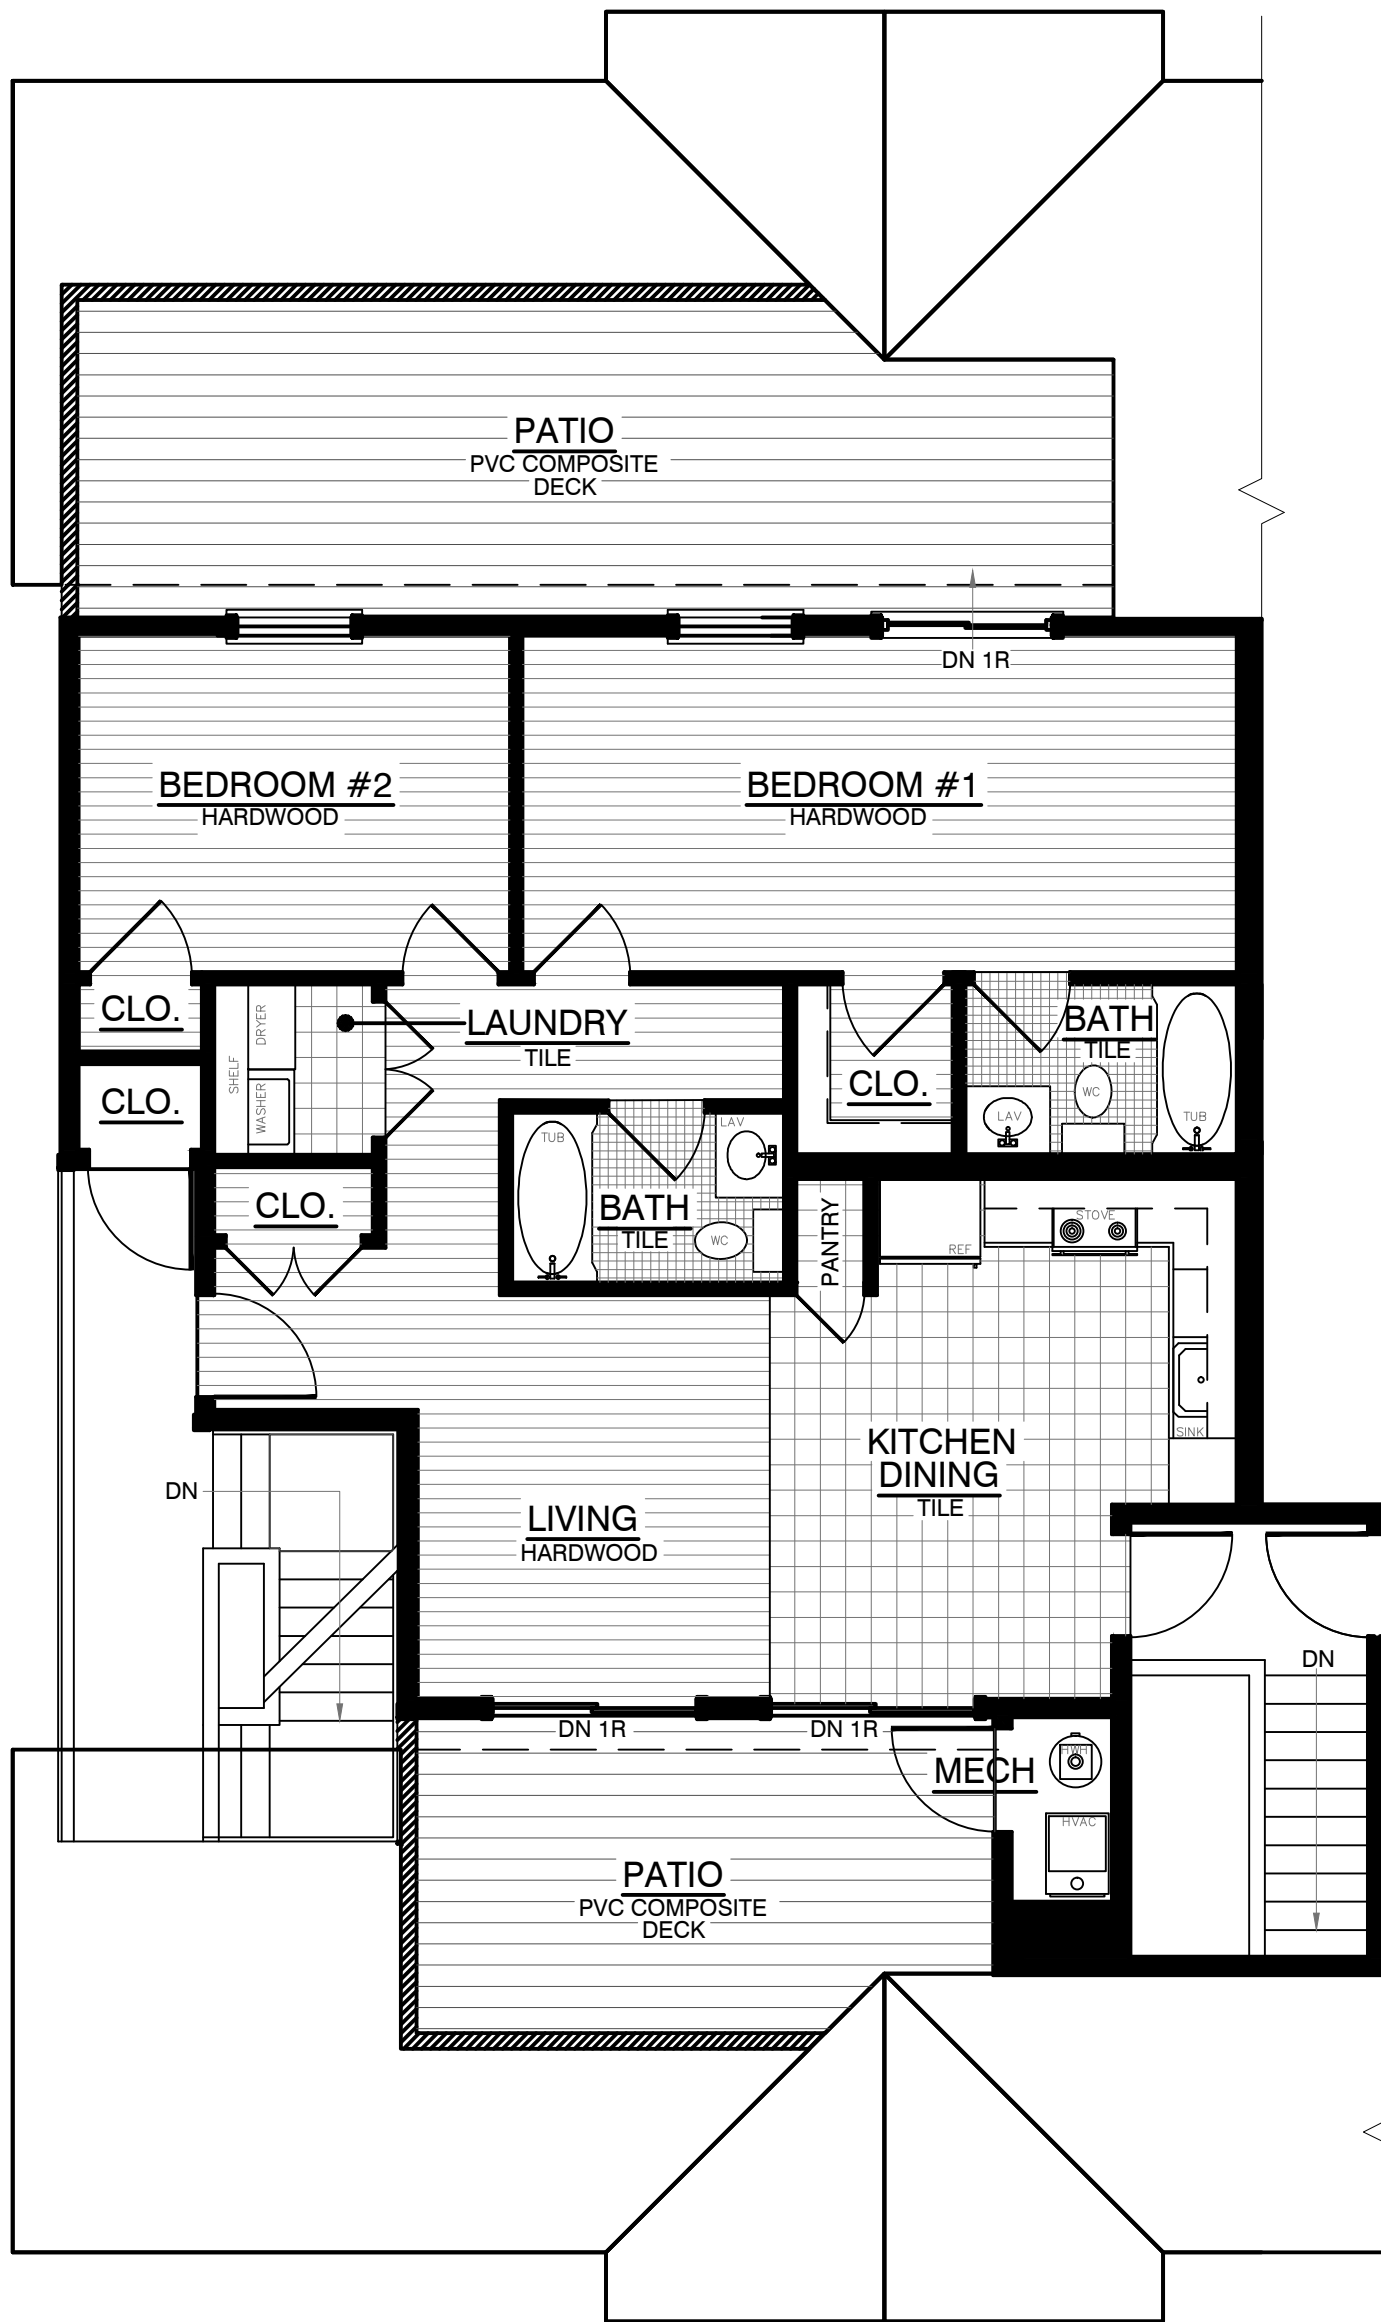 PATIO
PVC COMPOSITE
DECK
DN 1R
BEDROOM #2
HARDWOOD
BEDROOM #1
HARDWOOD
CLO.
SHELF
DRYER
WASHER
LAUNDRY
TILE
CLO.
BATH
TILE
WC
LAV
TUB
CLO.
CLO.
TUB
LAV
BATH
TILE
WC
PANTRY
REF
STOVE
SINK
KITCHEN
DINING
TILE
DN
LIVING
HARDWOOD
DN
DN 1R
DN 1R
MECH
HWH
HVAC
PATIO
PVC COMPOSITE
DECK